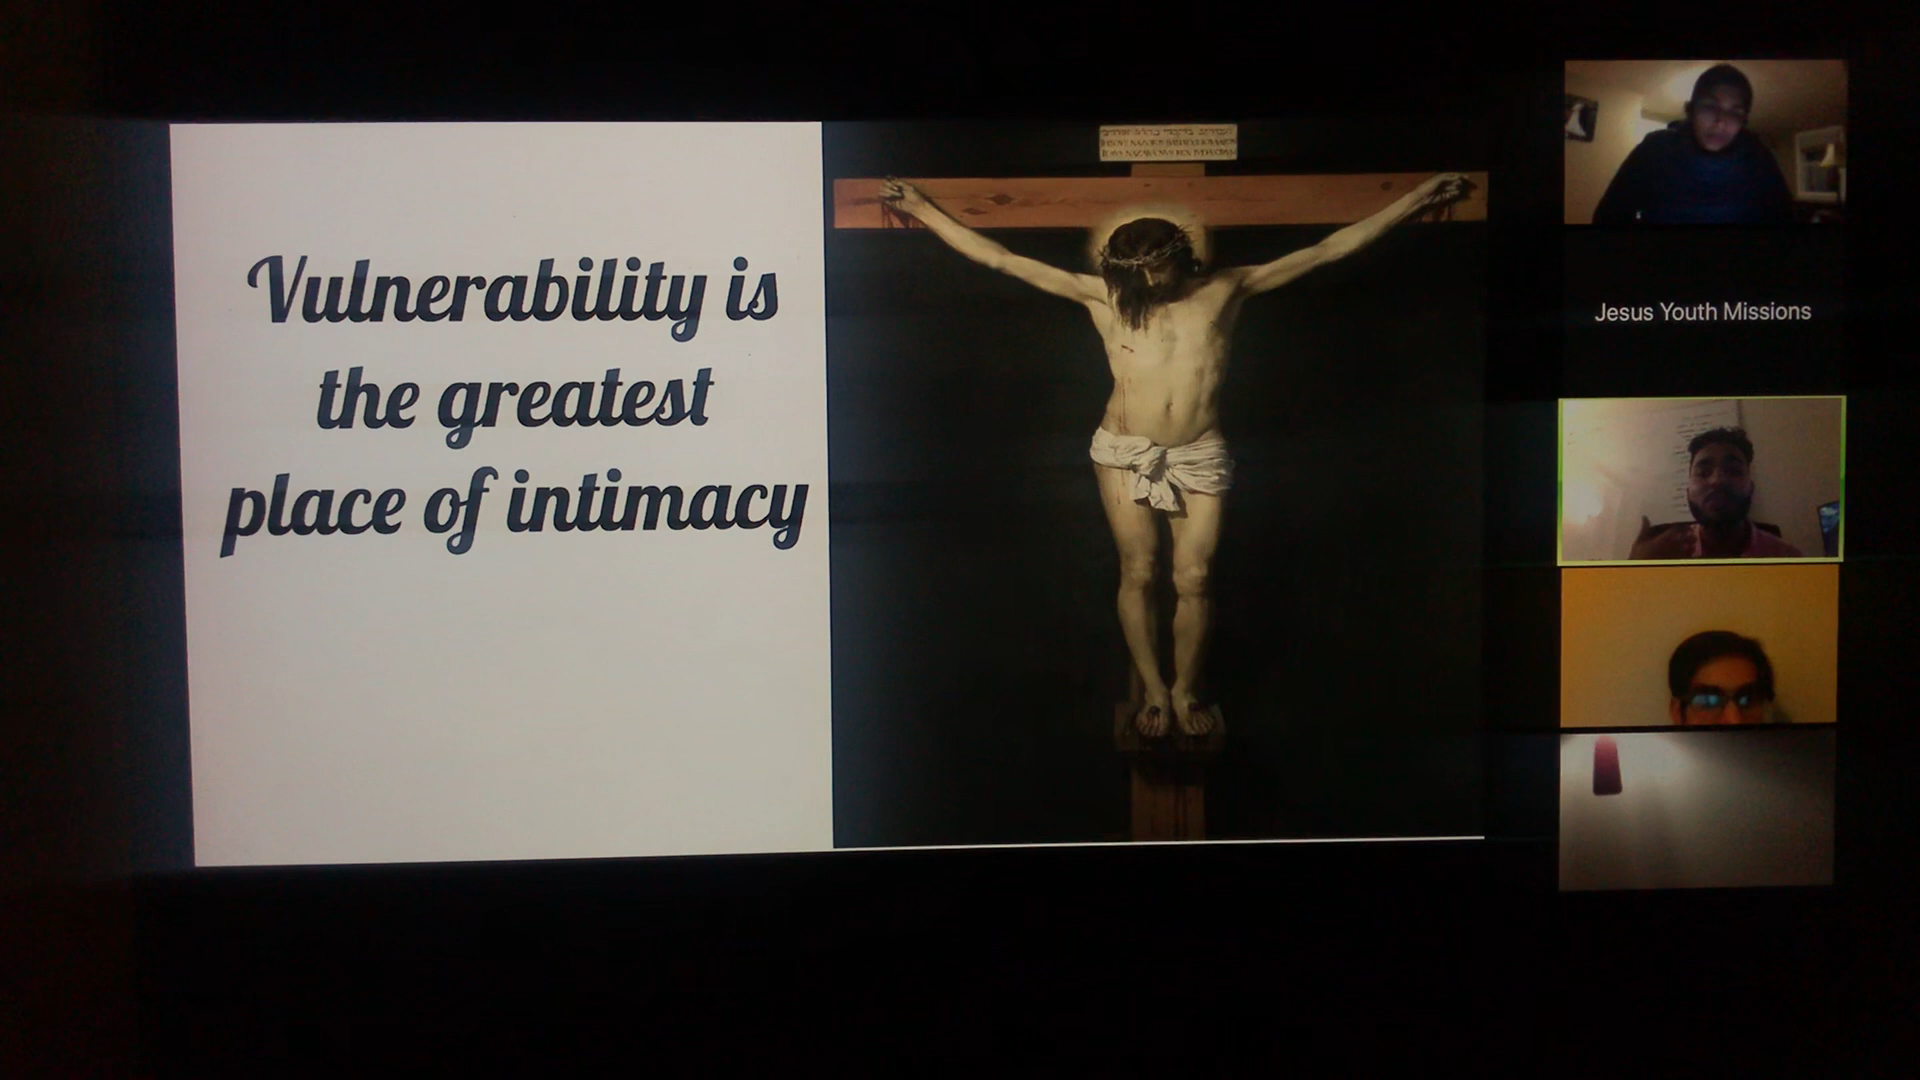 Vulnerability is
the greatest
place of intimacy
Jesus Youth Missions